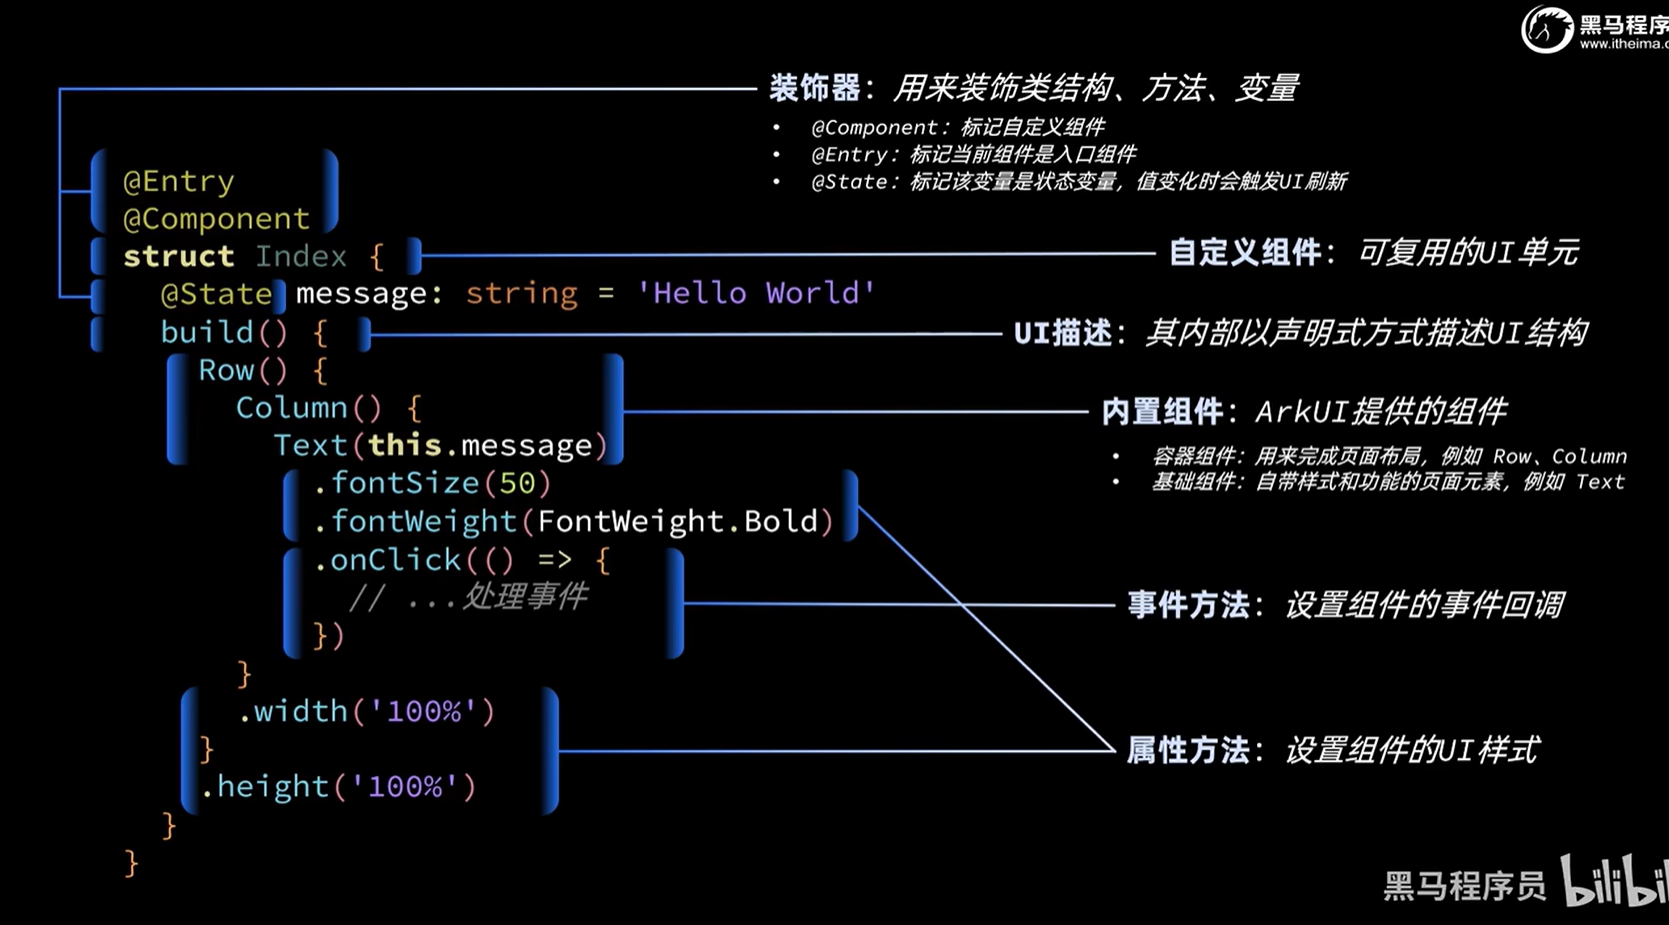 黑马程序
www.itheima.
装饰器：用来装饰类结构、方法、变量
• @Component：标记自定义组件
• @Entry：标记当前组件是入口组件
• @State：标记该变量是状态变量，值变化时会触发UI刷新
@Entry
@Component
struct Index {
自定义组件：可复用的UI单元
@State message: string = 'Hello World'
build() {
UI描述：其内部以声明式方式描述UI结构
Row() {
Column() {
内置组件：ArkUI提供的组件
Text(this.message)
• 容器组件：用来完成页面布局，例如 Row、Column
• 基础组件：自带样式和功能的页面元素，例如 Text
.fontSize(50)
.fontWeight(FontWeight.Bold)
.onClick(() => {
// ...处理事件
事件方法：设置组件的事件回调
})
}
.width('100%')
}
属性方法：设置组件的UI样式
.height('100%')
}
}
黑马程序员 bilibil